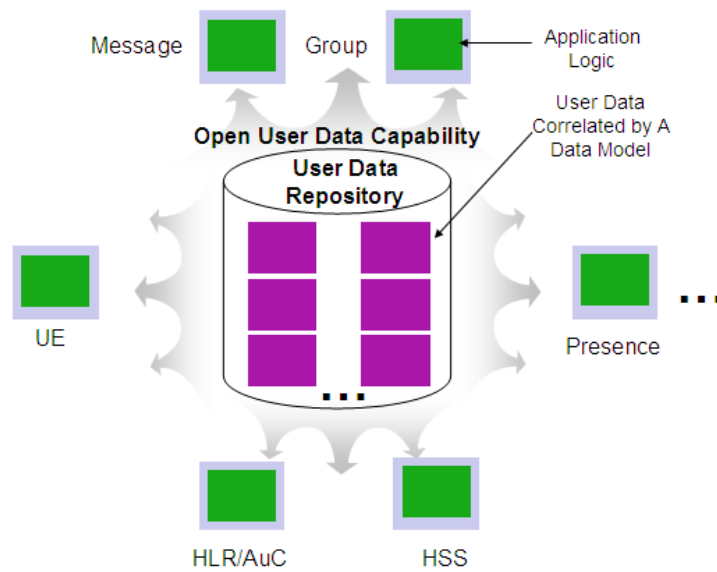 Message
Group
Application
Logic
User Data
Correlated by A
Data Model
Open User Data Capability
User Data
Repository
...
UE
Presence
...
HLR/AuC
HSS